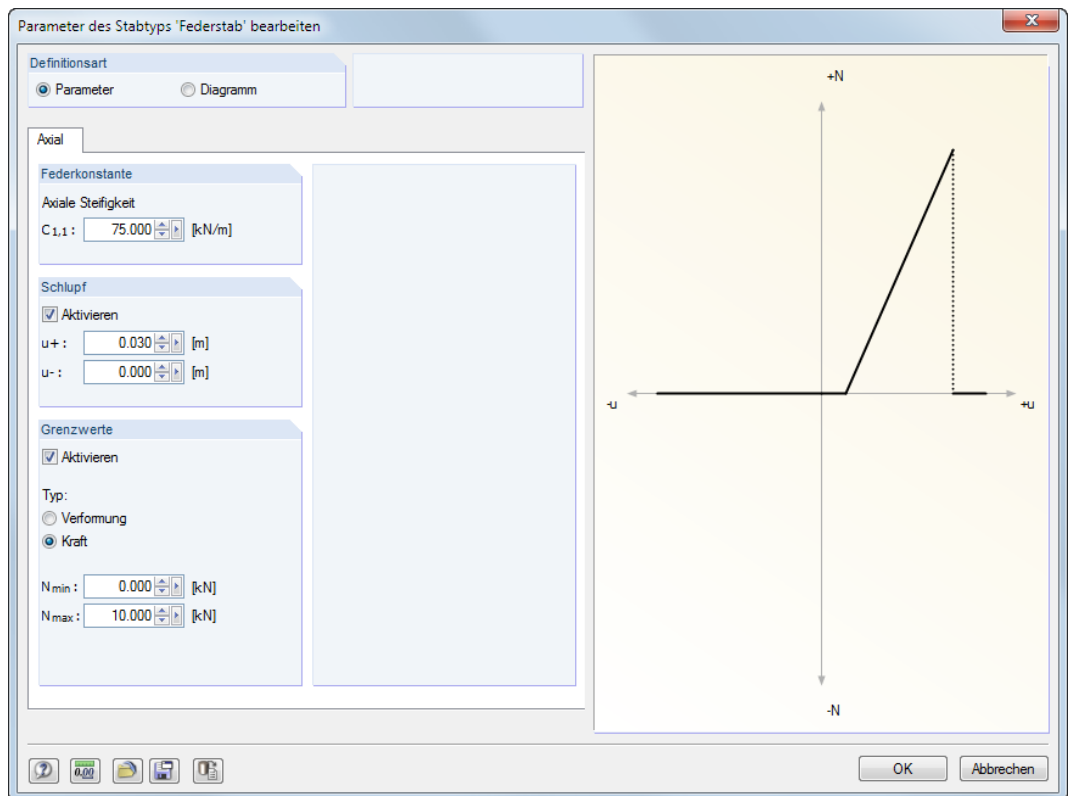 Parameter des Stabtyps 'Federstab' bearbeiten
Definitionsart
Parameter Diagramm
Axial
Federkonstante
Axiale Steifigkeit
C1,1 : 75.000 [kN/m]
Schlupf
Aktivieren
u+ : 0.030 [m]
u- : 0.000 [m]
Grenzwerte
Aktivieren
Typ:
Verformung
Kraft
Nmin : 0.000 [kN]
Nmax : 10.000 [kN]
+N
-u
+u
-N
0.00
OK Abbrechen